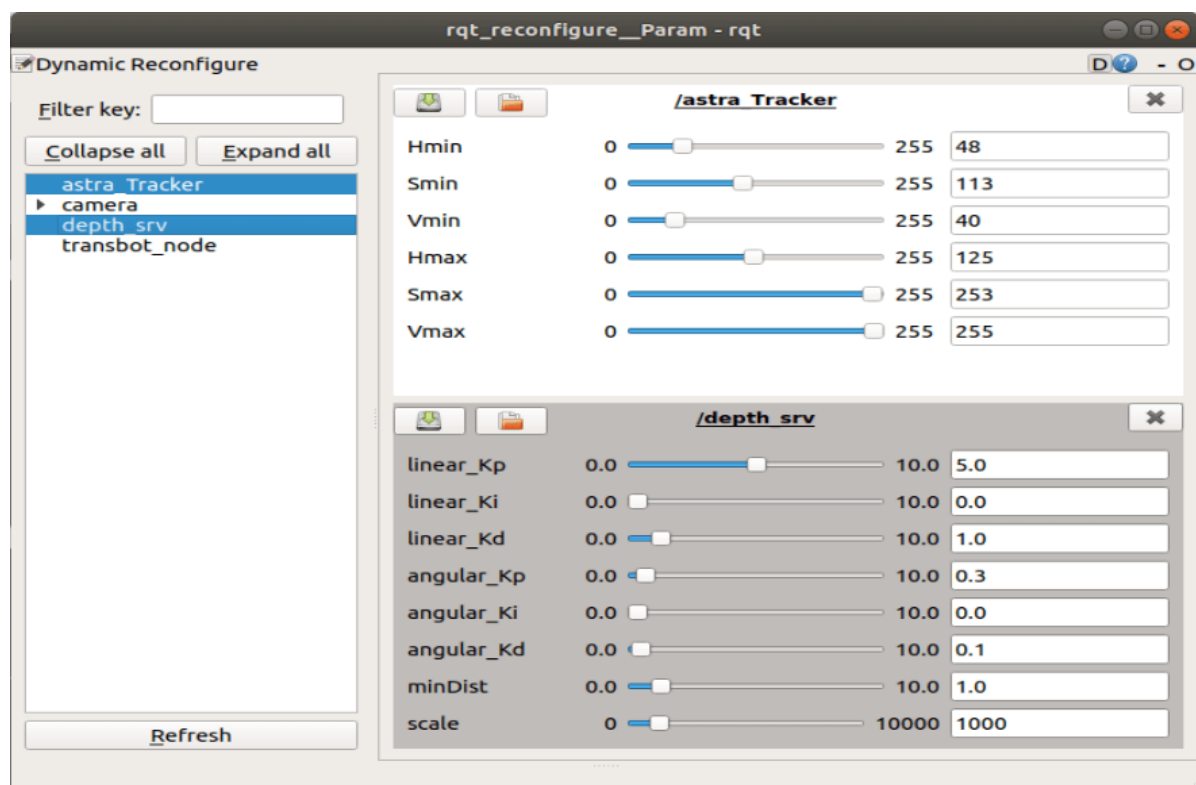 rqt_reconfigure__Param - rqt
Dynamic Reconfigure
D ? - O
Filter key:
Collapse all Expand all
astra_Tracker
camera
depth_srv
transbot_node
Refresh
/astra_Tracker
Hmin 0 255 48
Smin 0 255 113
Vmin 0 255 40
Hmax 0 255 125
Smax 0 255 253
Vmax 0 255 255
/depth_srv
linear_Kp 0.0 10.0 5.0
linear_Ki 0.0 10.0 0.0
linear_Kd 0.0 10.0 1.0
angular_Kp 0.0 10.0 0.3
angular_Ki 0.0 10.0 0.0
angular_Kd 0.0 10.0 0.1
minDist 0.0 10.0 1.0
scale 0 10000 1000